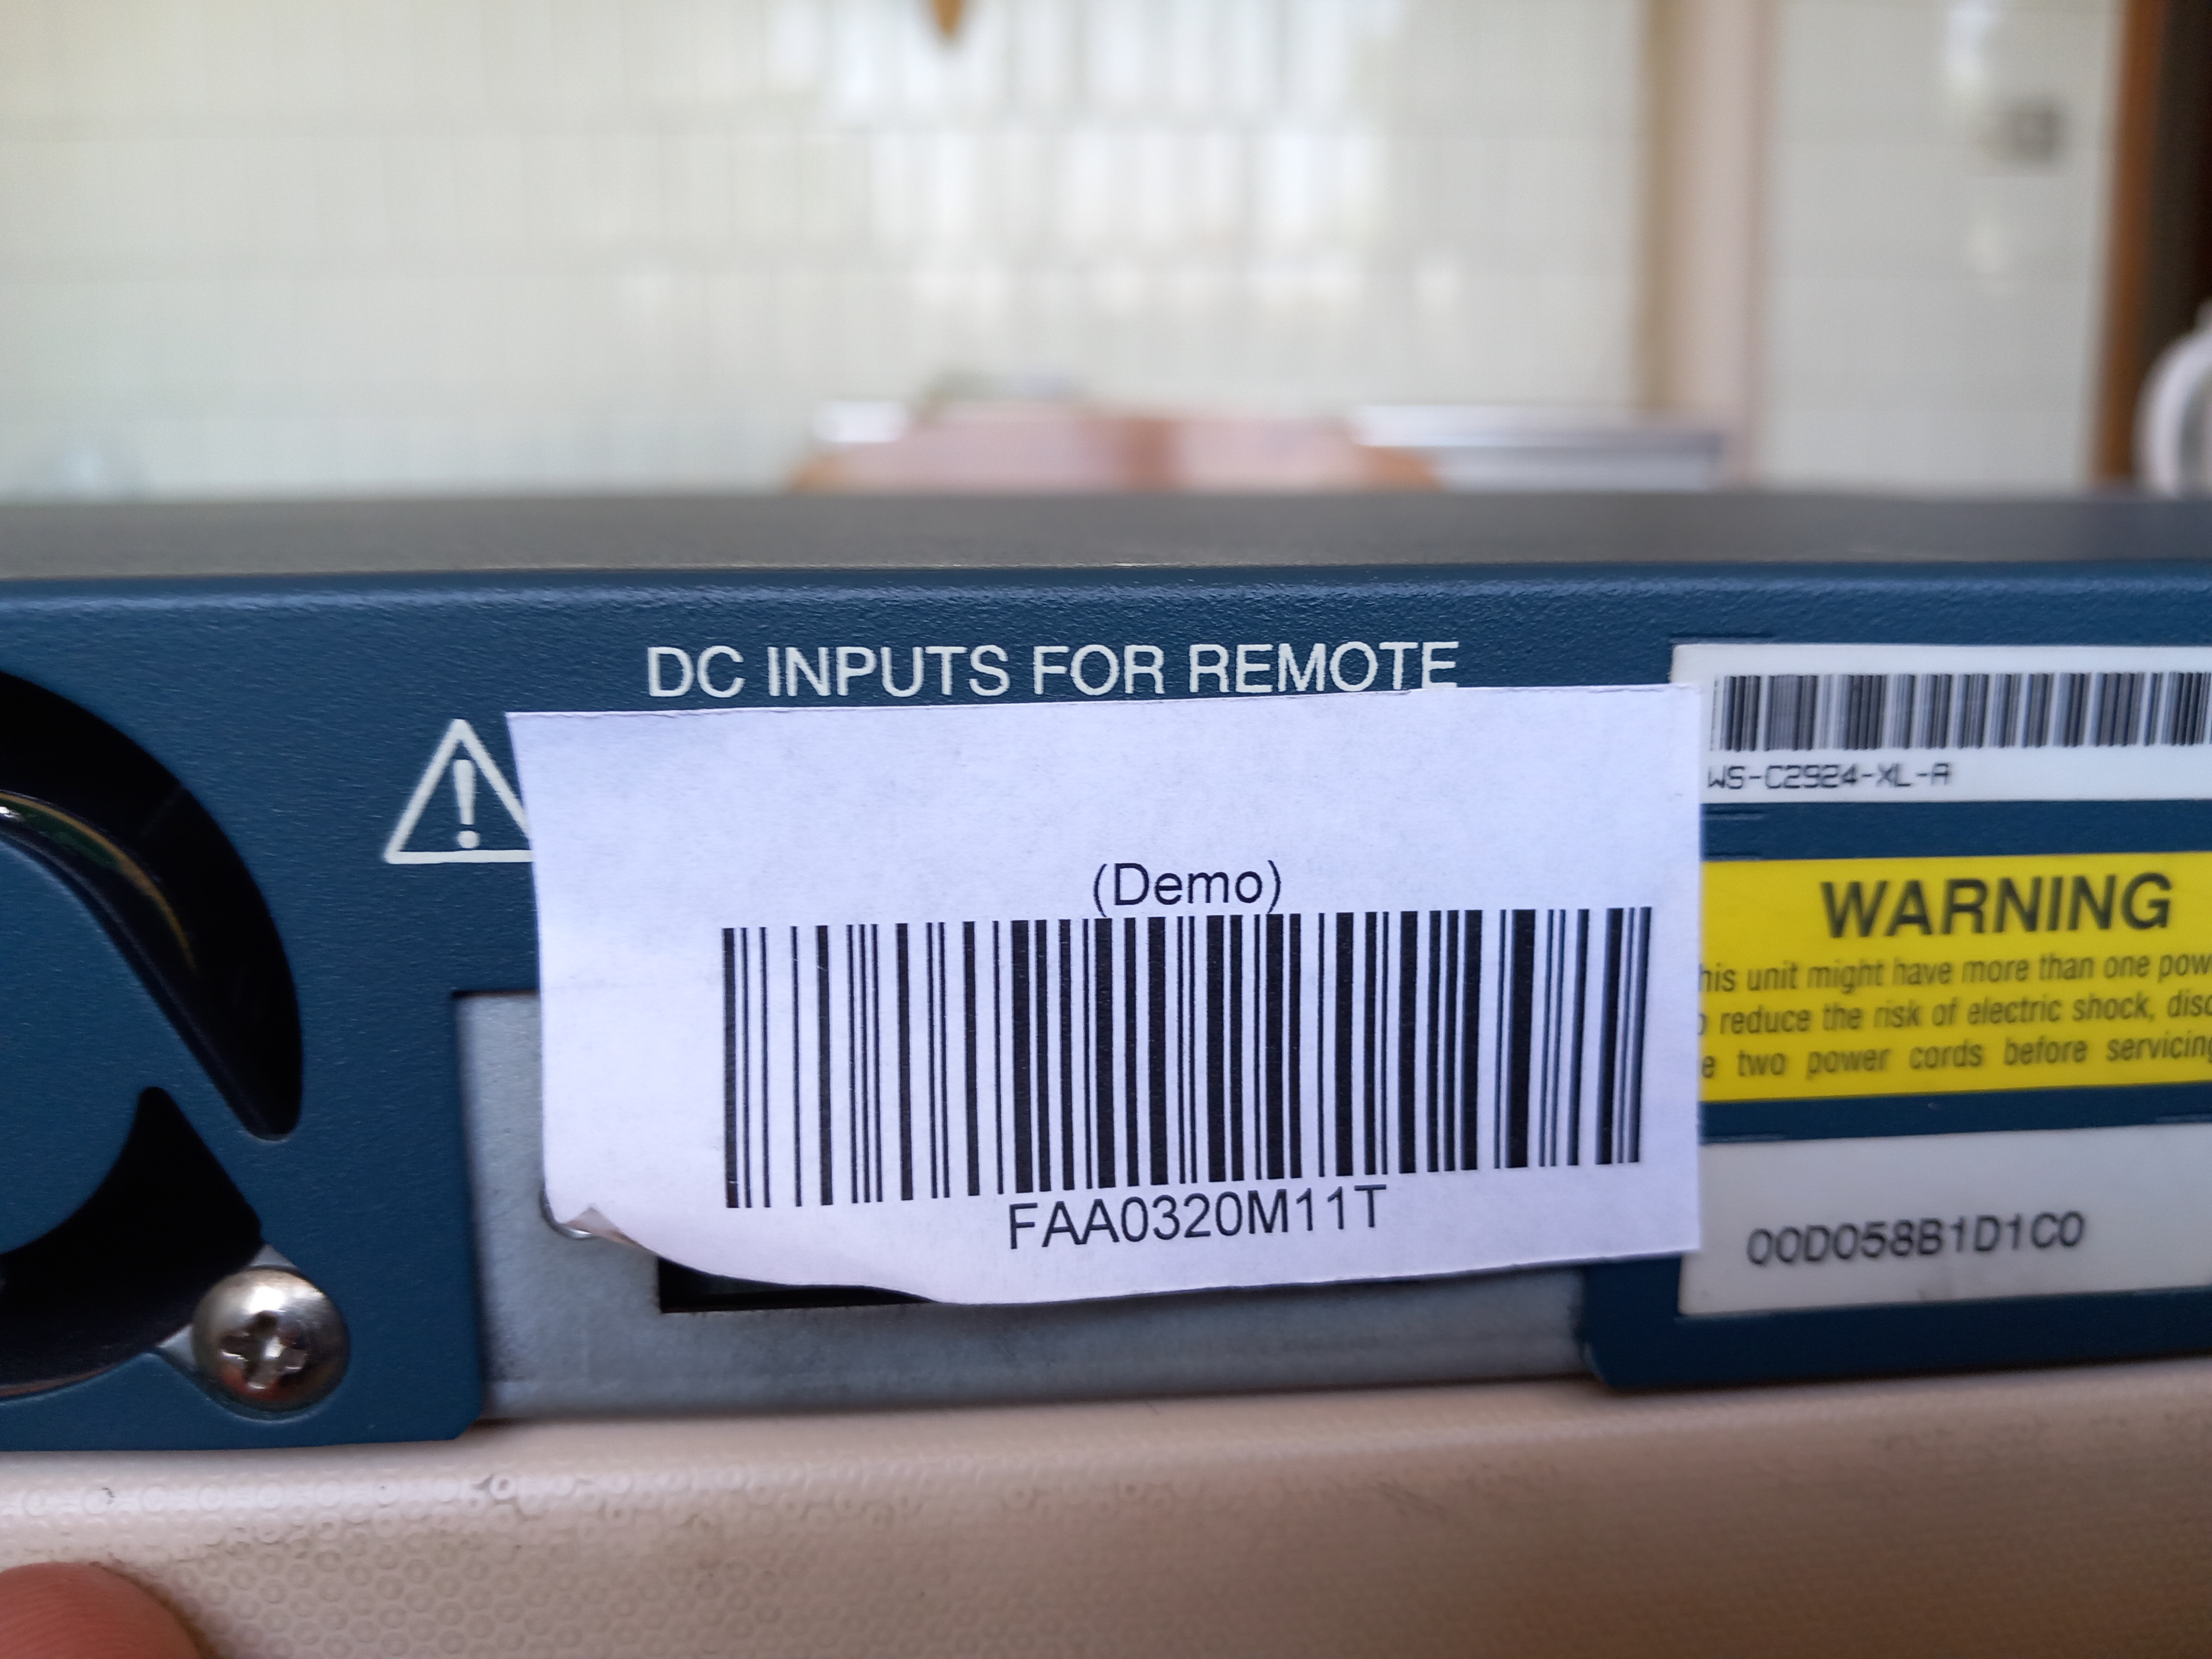 DC INPUTS FOR REMOTE
WS-C2924-XL-A
(Demo)
FAA0320M11T
WARNING
his unit might have more than one pow
o reduce the risk of electric shock, disc
e two power cords before servicing
00D058B1D1C0